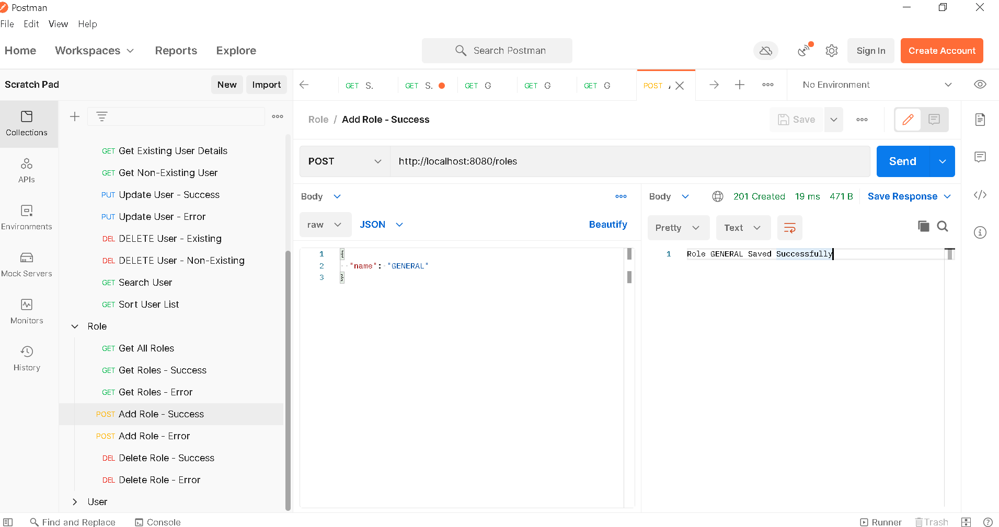 Postman
File Edit View Help
Home Workspaces Reports Explore Search Postman Sign In Create Account
Scratch Pad New Import
GET S. GET S. GET G GET G GET G POST No Environment
Collections
APIs
Environments
Mock Servers
Monitors
History
GET Get Existing User Details
GET Get Non-Existing User
PUT Update User - Success
PUT Update User - Error
DEL DELETE User - Existing
DEL DELETE User - Non-Existing
GET Search User
GET Sort User List
Role
GET Get All Roles
GET Get Roles - Success
GET Get Roles - Error
POST Add Role - Success
POST Add Role - Error
DEL Delete Role - Success
DEL Delete Role - Error
User
Role / Add Role - Success Save
POST http://localhost:8080/roles Send
Body
raw JSON Beautify
1 {
2 "name": "GENERAL"
3 }
Body 201 Created 19 ms 471 B Save Response
Pretty Text
1 Role GENERAL Saved Successfully
Find and Replace Console Runner Trash